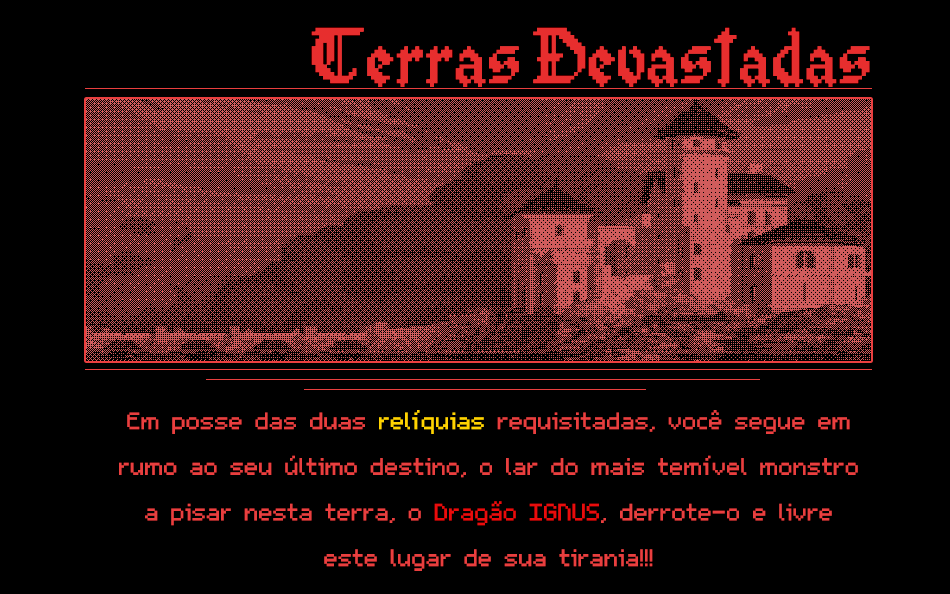 Terras Devastadas
Em posse das duas relíquias requisitadas, você segue em
rumo ao seu último destino, o lar do mais temível monstro
a pisar nesta terra, o Dragão IGNUS, derrote-o e livre
este lugar de sua tirania!!!